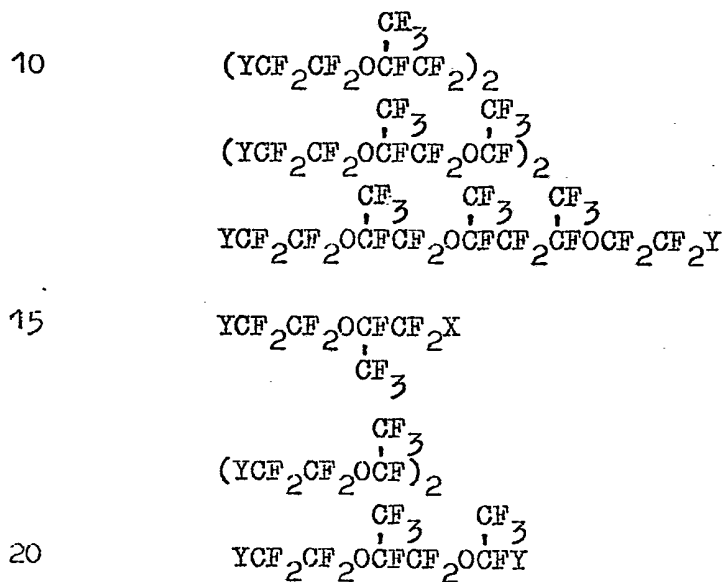 CF3
10 (YCF2CF2OCFCF2)2
CF3 CF3
(YCF2CF2OCFCF2OCF)2
CF3 CF3 CF3
YCF2CF2OCFCF2OCFCF2CFOCF2CF2Y
15 YCF2CF2OCFCF2X
CF3
CF3
(YCF2CF2OCF)2
CF3 CF3
20 YCF2CF2OCFCF2OCFY